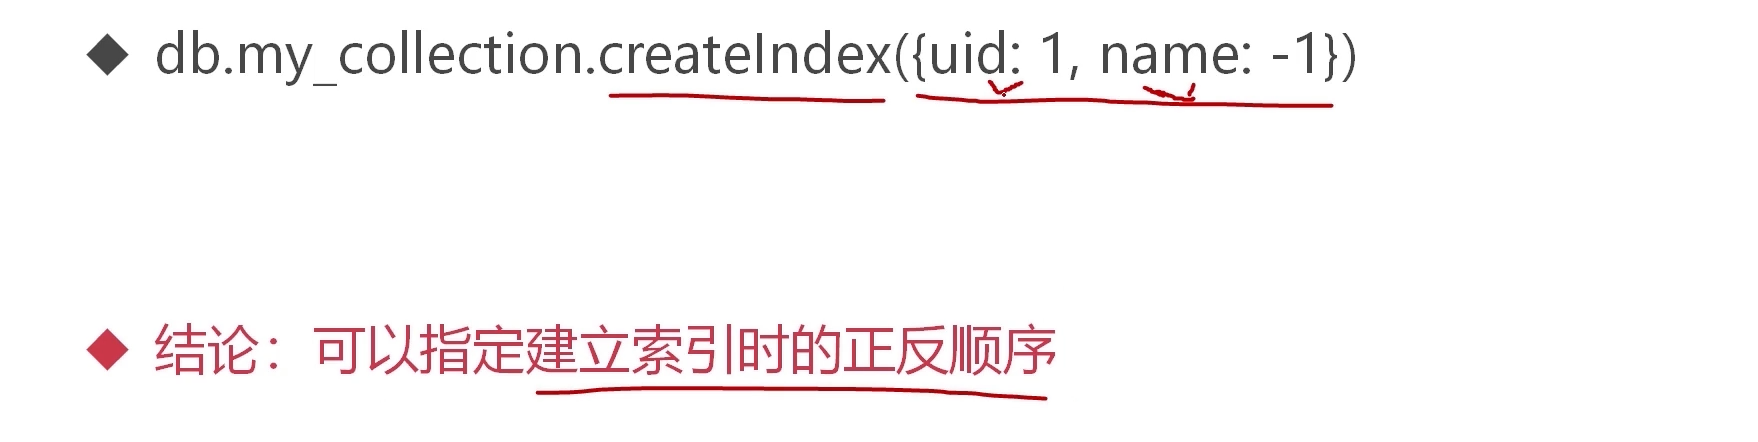 ◆ db.my_collection.createIndex({uid: 1, name: -1})
◆ 结论：可以指定建立索引时的正反顺序